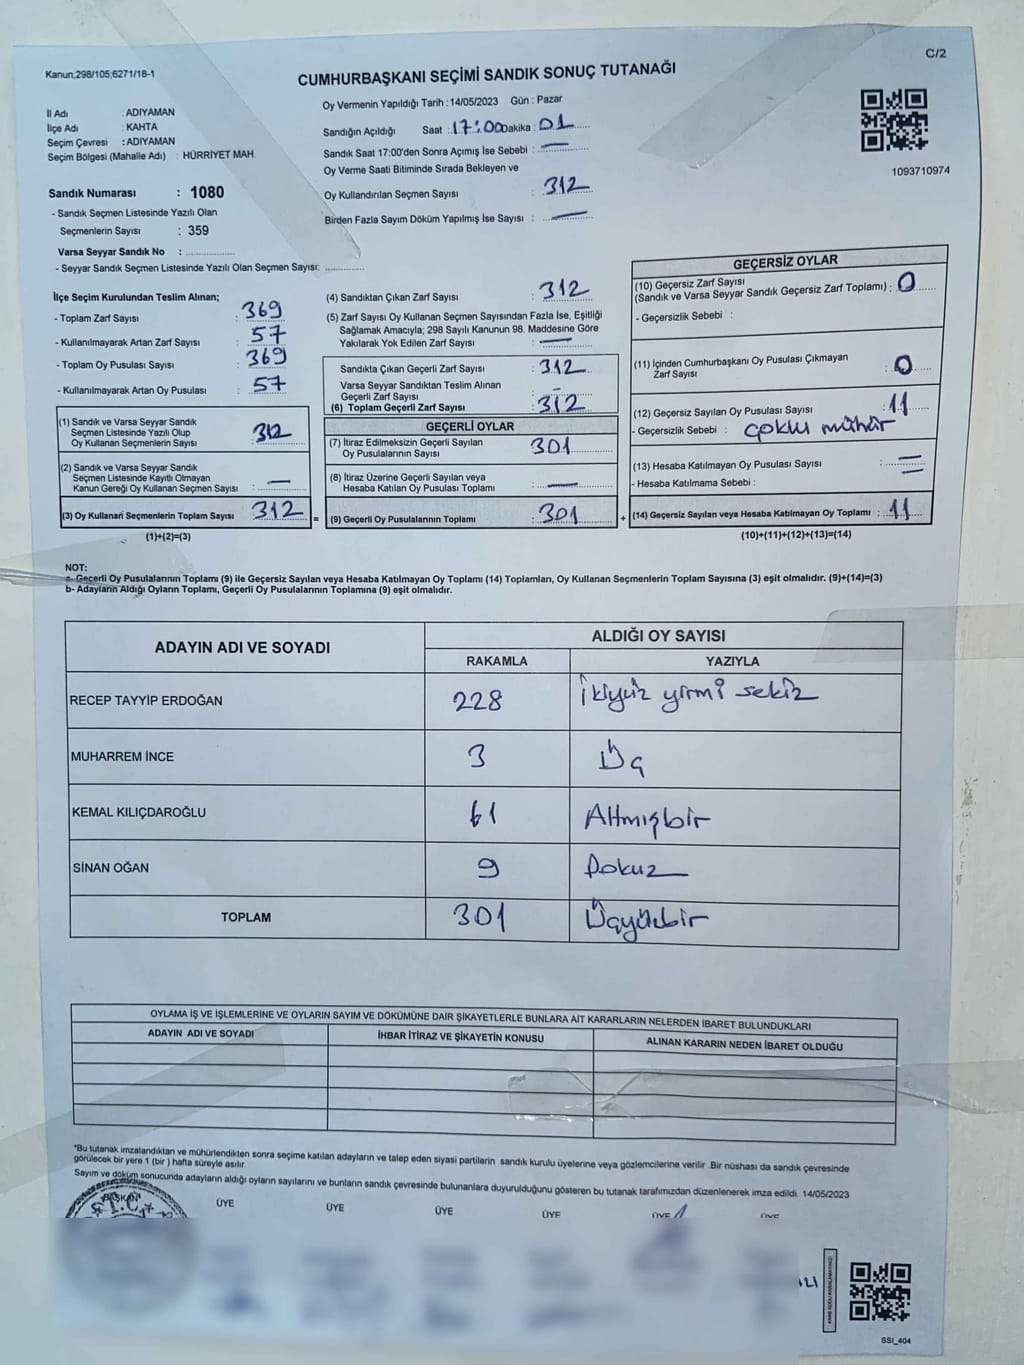 C/2
Kanun,298/105;6271/18-1
CUMHURBAŞKANI SEÇİMİ SANDIK SONUÇ TUTANAĞI
İl Adı : ADIYAMAN
İlçe Adı : KAHTA
Seçim Çevresi : ADIYAMAN
Seçim Bölgesi (Mahalle Adı) : HÜRRİYET MAH.
Sandık Numarası : 1080
- Sandık Seçmen Listesinde Yazılı Olan
Seçmenlerin Sayısı : 359
Varsa Seyyar Sandık No :
- Seyyar Sandık Seçmen Listesinde Yazılı Olan Seçmen Sayısı:
Oy Vermenin Yapıldığı Tarih : 14/05/2023 Gün : Pazar
Sandığın Açıldığı Saat : 17:00 Dakika : 01
Sandık Saat 17:00'den Sonra Açımış İse Sebebi : —
Oy Verme Saati Bitiminde Sırada Bekleyen ve
Oy Kullandırılan Seçmen Sayısı : 312
Birden Fazla Sayım Döküm Yapılmış İse Sayısı : —
1093710974
İlçe Seçim Kurulundan Teslim Alınan;
- Toplam Zarf Sayısı : 369
- Kullanılmayarak Artan Zarf Sayısı : 57
- Toplam Oy Pusulası Sayısı : 369
- Kullanılmayarak Artan Oy Pusulası : 57
(1) Sandık ve Varsa Seyyar Sandık
Seçmen Listesinde Yazılı Olup
Oy Kullanan Seçmenlerin Sayısı : 312
(2) Sandık ve Varsa Seyyar Sandık
Seçmen Listesinde Kayıtlı Olmayan
Kanun Gereği Oy Kullanan Seçmen Sayısı : —
(3) Oy Kullanan Seçmenlerin Toplam Sayısı : 312 =
(1)+(2)=(3)
(4) Sandıktan Çıkan Zarf Sayısı : 312
(5) Zarf Sayısı Oy Kullanan Seçmen Sayısından Fazla İse, Eşitliği
Sağlamak Amacıyla; 298 Sayılı Kanunun 98. Maddesine Göre
Yakılarak Yok Edilen Zarf Sayısı : —
Sandıkta Çıkan Geçerli Zarf Sayısı : 312
Varsa Seyyar Sandıktan Teslim Alınan
Geçerli Zarf Sayısı : –
(6) Toplam Geçerli Zarf Sayısı : 312
GEÇERLİ OYLAR
(7) İtiraz Edilmeksizin Geçerli Sayılan
Oy Pusulalarının Sayısı : 301
(8) İtiraz Üzerine Geçerli Sayılan veya
Hesaba Katılan Oy Pusulası Toplamı : —
(9) Geçerli Oy Pusulalarının Toplamı : 301 +
GEÇERSİZ OYLAR
(10) Geçersiz Zarf Sayısı
(Sandık ve Varsa Seyyar Sandık Geçersiz Zarf Toplamı) : 0
- Geçersizlik Sebebi :
(11) İçinden Cumhurbaşkanı Oy Pusulası Çıkmayan
Zarf Sayısı : 0
(12) Geçersiz Sayılan Oy Pusulası Sayısı : 11
- Geçersizlik Sebebi : çoklu mühür
(13) Hesaba Katılmayan Oy Pusulası Sayısı : —
- Hesaba Katılmama Sebebi :
(14) Geçersiz Sayılan veya Hesaba Katılmayan Oy Toplamı : 11
(10)+(11)+(12)+(13)=(14)
NOT:
a- Geçerli Oy Pusulalarının Toplamı (9) ile Geçersiz Sayılan veya Hesaba Katılmayan Oy Toplamı (14) Toplamları, Oy Kullanan Seçmenlerin Toplam Sayısına (3) eşit olmalıdır. (9)+(14)=(3)
b- Adayların Aldığı Oyların Toplamı, Geçerli Oy Pusulalarının Toplamına (9) eşit olmalıdır.
ADAYIN ADI VE SOYADI ALDIĞI OY SAYISI
RAKAMLA YAZIYLA
RECEP TAYYİP ERDOĞAN 228 ikiyüz yirmi sekiz
MUHARREM İNCE 3 Üç
KEMAL KILIÇDAROĞLU 61 Altmışbir
SİNAN OĞAN 9 Dokuz
TOPLAM 301 Üçyüzbir
OYLAMA İŞ VE İŞLEMLERİNE VE OYLARIN SAYIM VE DÖKÜMÜNE DAİR ŞİKAYETLERLE BUNLARA AİT KARARLARIN NELERDEN İBARET BULUNDUKLARI
ADAYIN ADI VE SOYADI İHBAR İTİRAZ VE ŞİKAYETİN KONUSU ALINAN KARARIN NEDEN İBARET OLDUĞU
*Bu tutanak imzalandıktan ve mühürlendikten sonra seçime katılan adayların ve talep eden siyasi partilerin sandık kurulu üyelerine veya gözlemcilerine verilir .Bir nüshası da sandık çevresinde
görülecek bir yere 1 (bir ) hafta süreyle asılır.
Sayım ve döküm sonucunda adayların aldığı oyların sayılarını ve bunların sandık çevresinde bulunanlara duyurulduğunu gösteren bu tutanak tarafımızdan düzenlenerek imza edildi. 14/05/2023
BAŞKAN ÜYE ÜYE ÜYE ÜYE ÜYE ÜYE
T.C.
SSI_404